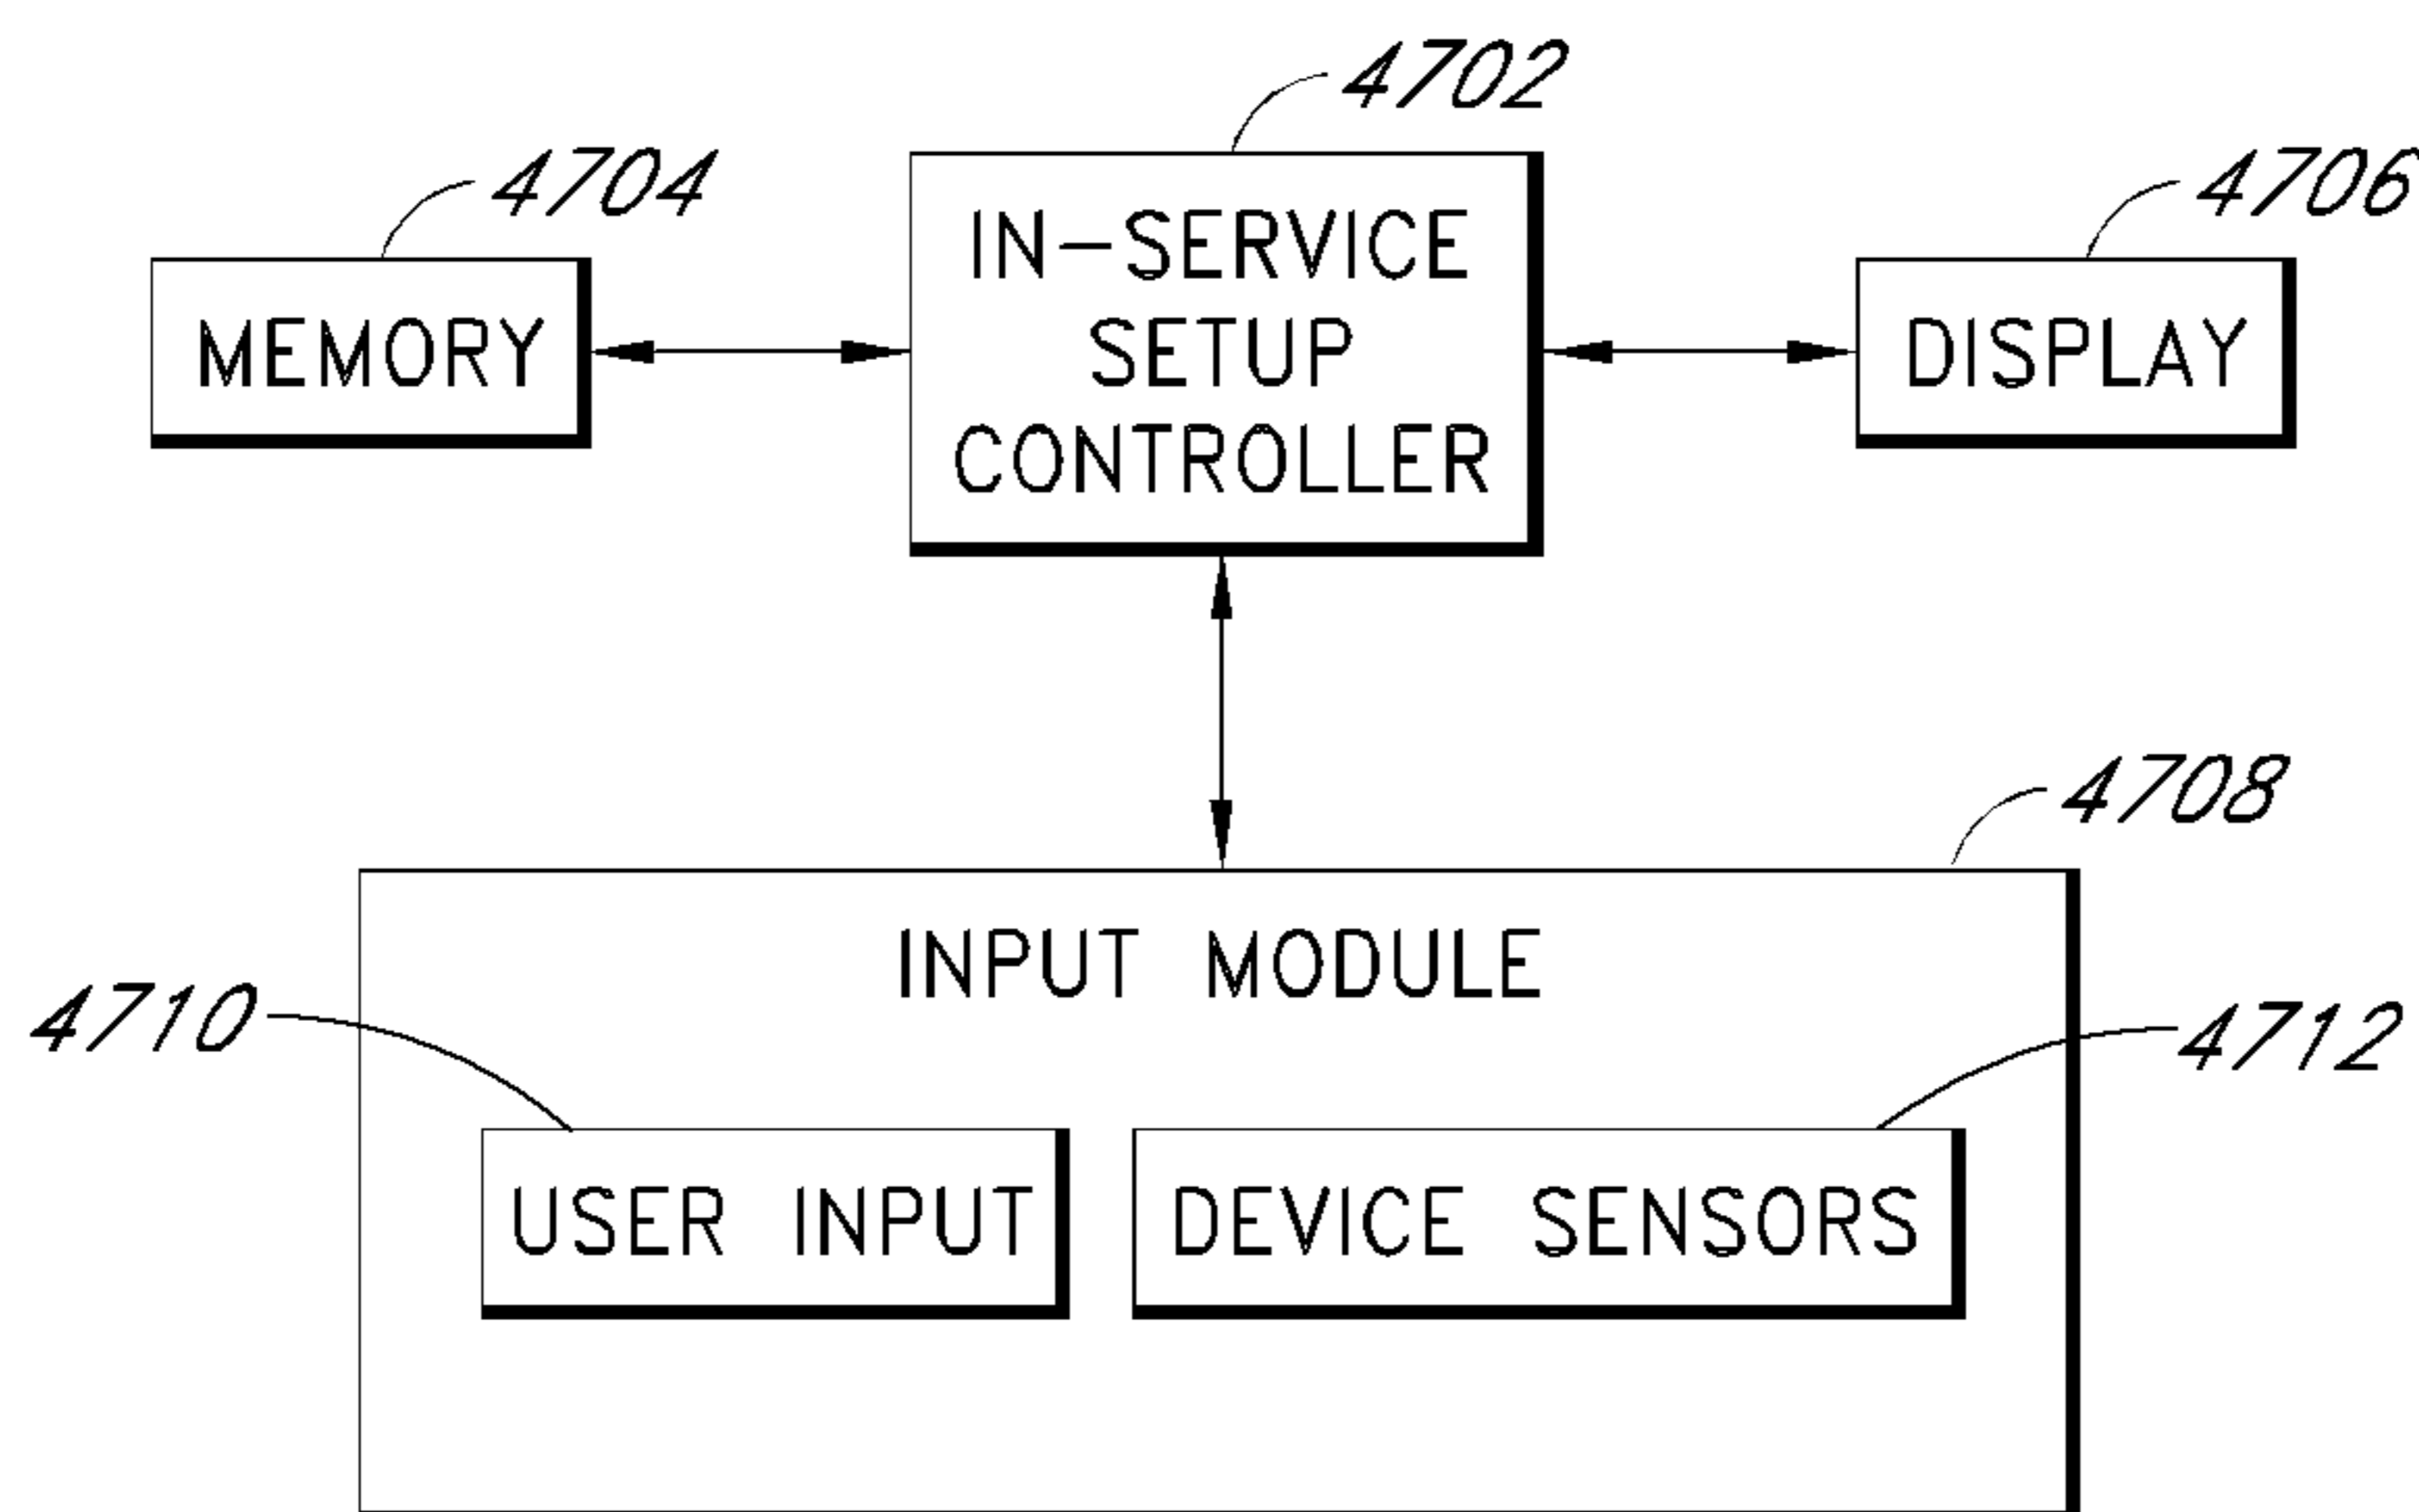 4702
4704
4706
IN-SERVICE
SETUP
CONTROLLER
MEMORY
DISPLAY
4708
INPUT MODULE
4710
4712
USER INPUT
DEVICE SENSORS